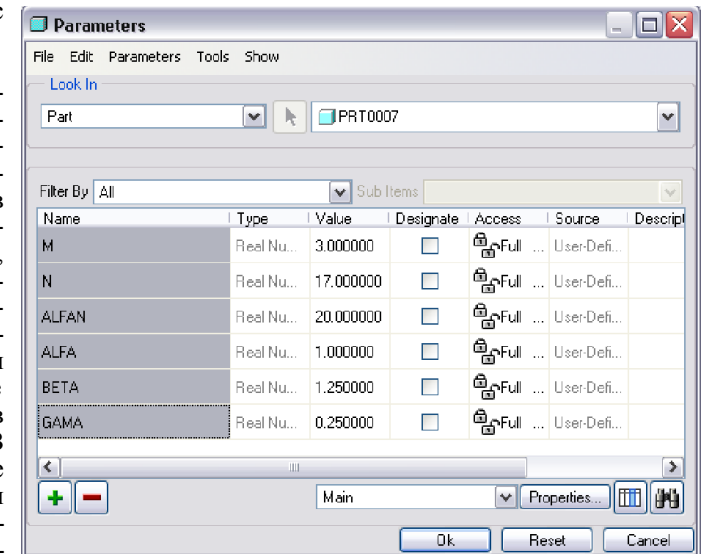 Parameters
File Edit Parameters Tools Show
Look In
Part PRT0007
Filter By All Sub Items
Name Type Value Designate Access Source Descript
M Real Nu... 3.000000 Full ... User-Defi...
N Real Nu... 17.000000 Full ... User-Defi...
ALFAN Real Nu... 20.000000 Full ... User-Defi...
ALFA Real Nu... 1.000000 Full ... User-Defi...
BETA Real Nu... 1.250000 Full ... User-Defi...
GAMA Real Nu... 0.250000 Full ... User-Defi...
Main Properties...
Ok Reset Cancel